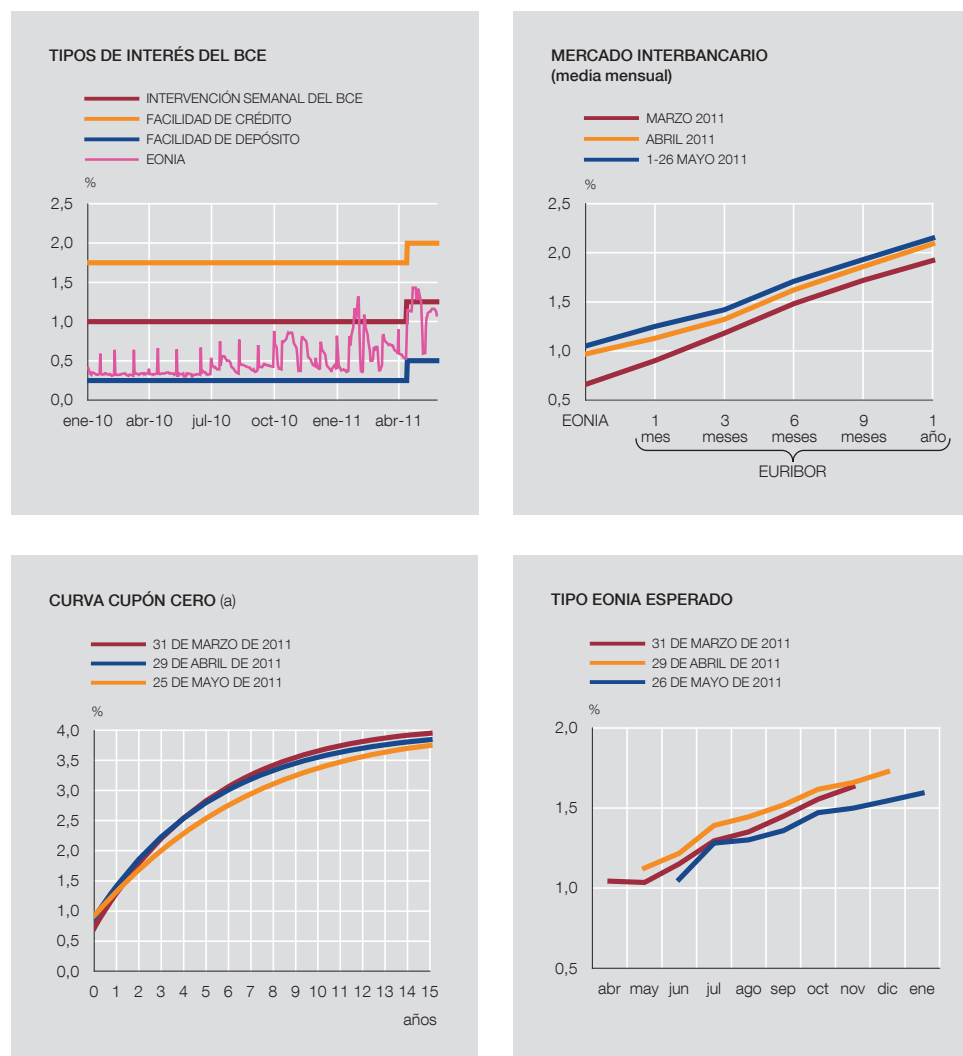 TIPOS DE INTERÉS DEL BCE
INTERVENCIÓN SEMANAL DEL BCE
FACILIDAD DE CRÉDITO
FACILIDAD DE DEPÓSITO
EONIA
%
2,5
2,0
1,5
1,0
0,5
0,0
ene-10 abr-10 jul-10 oct-10 ene-11 abr-11
MERCADO INTERBANCARIO
(media mensual)
MARZO 2011
ABRIL 2011
1-26 MAYO 2011
%
2,5
2,0
1,5
1,0
0,5
EONIA 1 3 6 9 1
mes meses meses meses año
EURIBOR
CURVA CUPÓN CERO (a)
31 DE MARZO DE 2011
29 DE ABRIL DE 2011
25 DE MAYO DE 2011
%
4,0
3,5
3,0
2,5
2,0
1,5
1,0
0,5
0,0
0 1 2 3 4 5 6 7 8 9 10 11 12 13 14 15
años
TIPO EONIA ESPERADO
31 DE MARZO DE 2011
29 DE ABRIL DE 2011
26 DE MAYO DE 2011
%
2,0
1,5
1,0
0,5
abr may jun jul ago sep oct nov dic ene